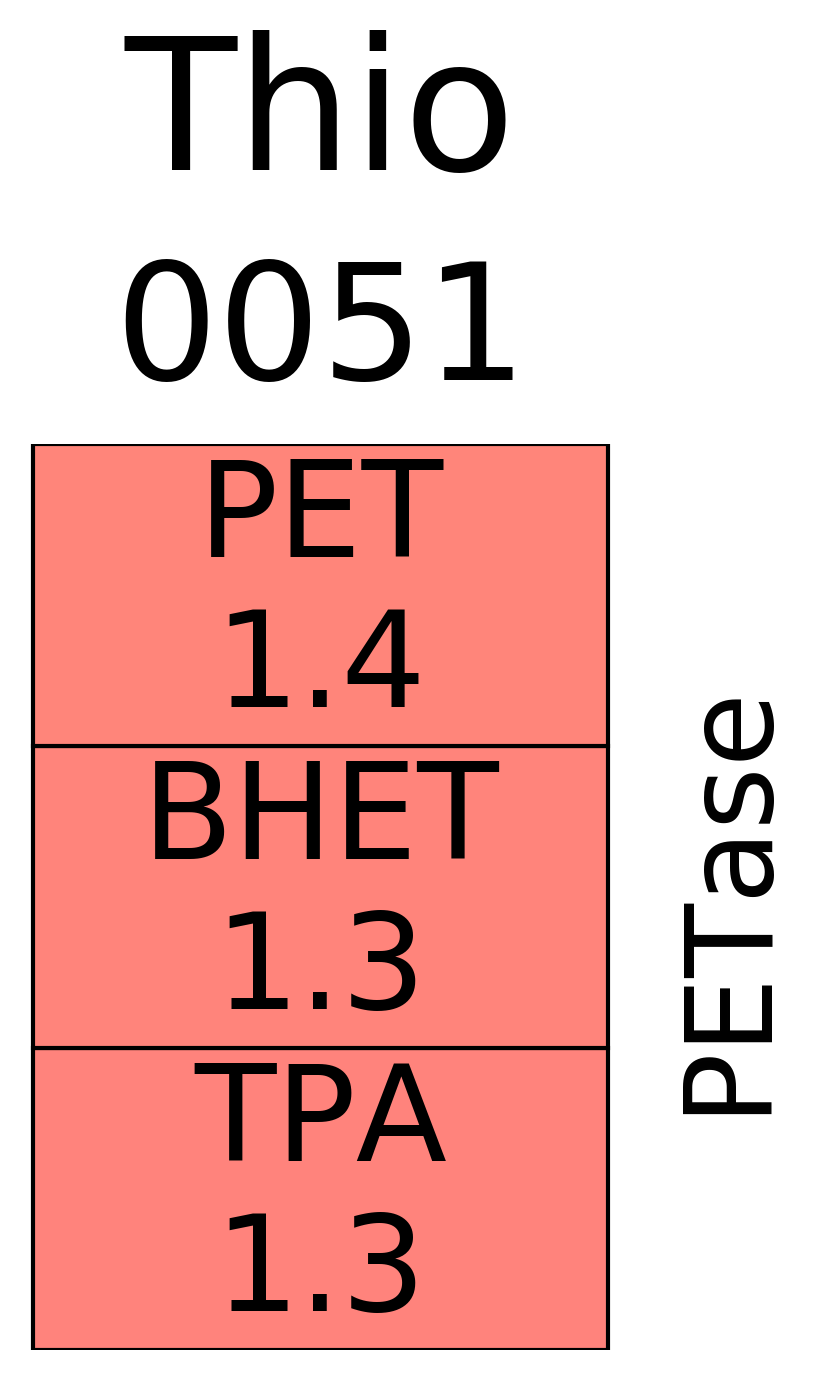 Thio
0051
PET
1.4
BHET
1.3
TPA
1.3
PETase